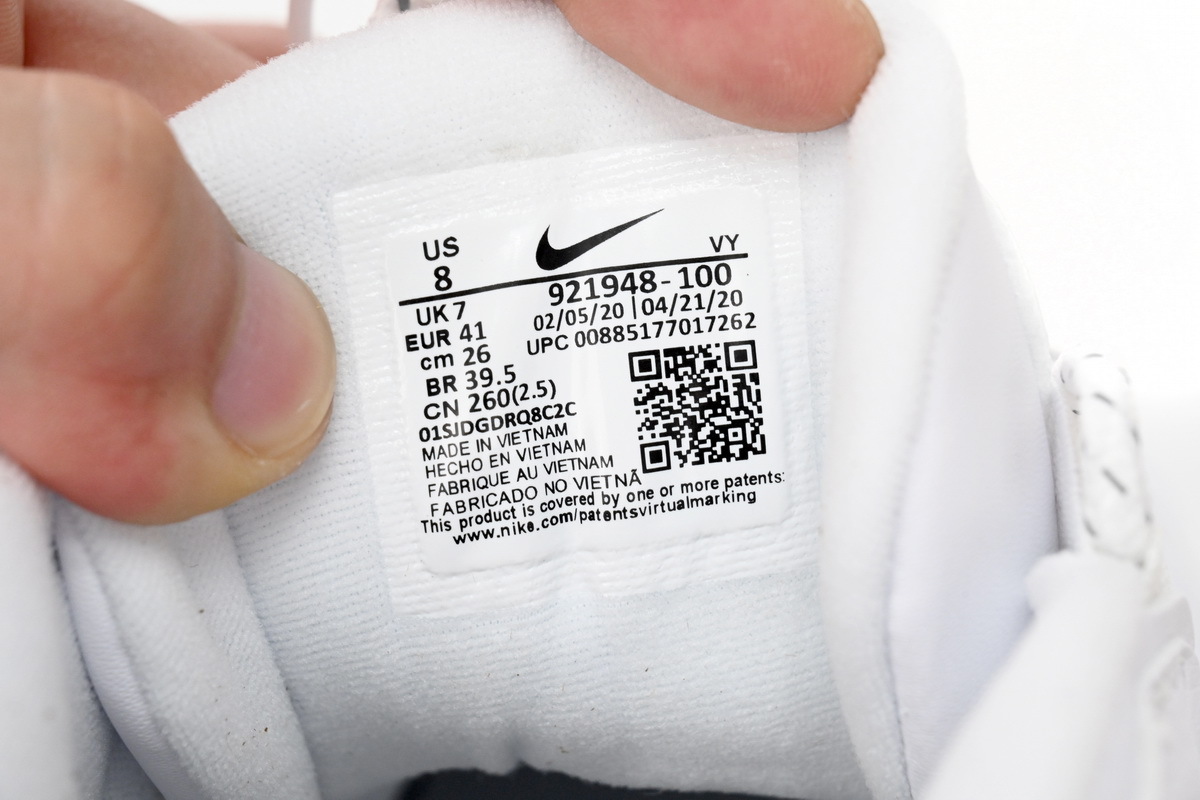 US
8
VY
921948-100
02/05/20 | 04/21/20
UPC 00885177017262
UK 7
EUR 41
cm 26
BR 39.5
CN 260(2.5)
01SJDGDRQ8C2C
MADE IN VIETNAM
HECHO EN VIETNAM
FABRIQUE AU VIETNAM
FABRICADO NO VIETNÃ
This product is covered by one or more patents:
www.nike.com/patentsvirtualmarking